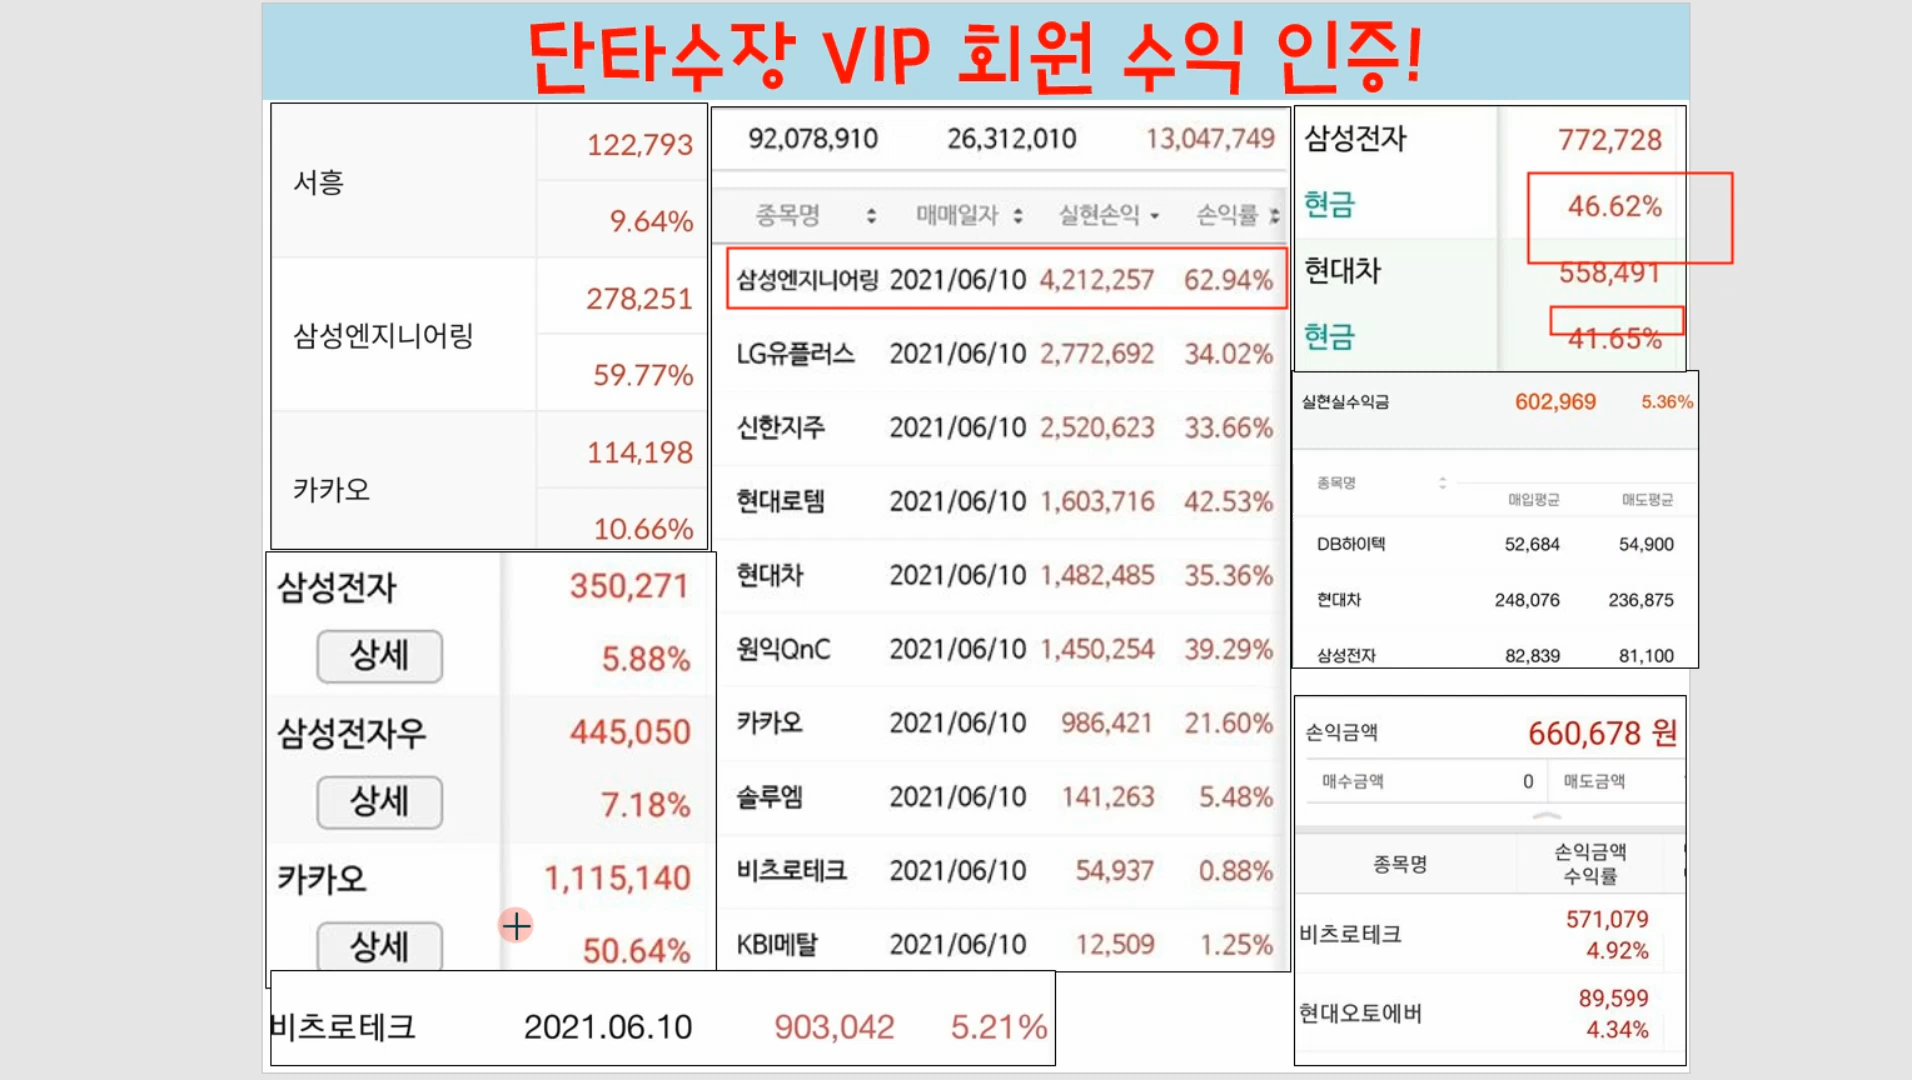 단타수장 VIP 회원 수익 인증!
서흥 122,793
9.64%
삼성엔지니어링 278,251
59.77%
카카오 114,198
10.66%
삼성전자 350,271
상세 5.88%
삼성전자우 445,050
상세 7.18%
카카오 1,115,140
상세 50.64%
비츠로테크 2021.06.10 903,042 5.21%
92,078,910 26,312,010 13,047,749
종목명 매매일자 실현손익 손익률
삼성엔지니어링 2021/06/10 4,212,257 62.94%
LG유플러스 2021/06/10 2,772,692 34.02%
신한지주 2021/06/10 2,520,623 33.66%
현대로템 2021/06/10 1,603,716 42.53%
현대차 2021/06/10 1,482,485 35.36%
원익QnC 2021/06/10 1,450,254 39.29%
카카오 2021/06/10 986,421 21.60%
솔루엠 2021/06/10 141,263 5.48%
비츠로테크 2021/06/10 54,937 0.88%
KBI메탈 2021/06/10 12,509 1.25%
삼성전자 772,728
현금 46.62%
현대차 558,491
현금 41.65%
실현실수익금 602,969 5.36%
종목명
매입평균 매도평균
DB하이텍 52,684 54,900
현대차 248,076 236,875
삼성전자 82,839 81,100
손익금액 660,678 원
매수금액 0 매도금액
종목명 손익금액
수익률
비츠로테크 571,079
4.92%
현대오토에버 89,599
4.34%